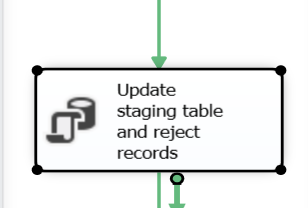 Update
staging table
and reject
records